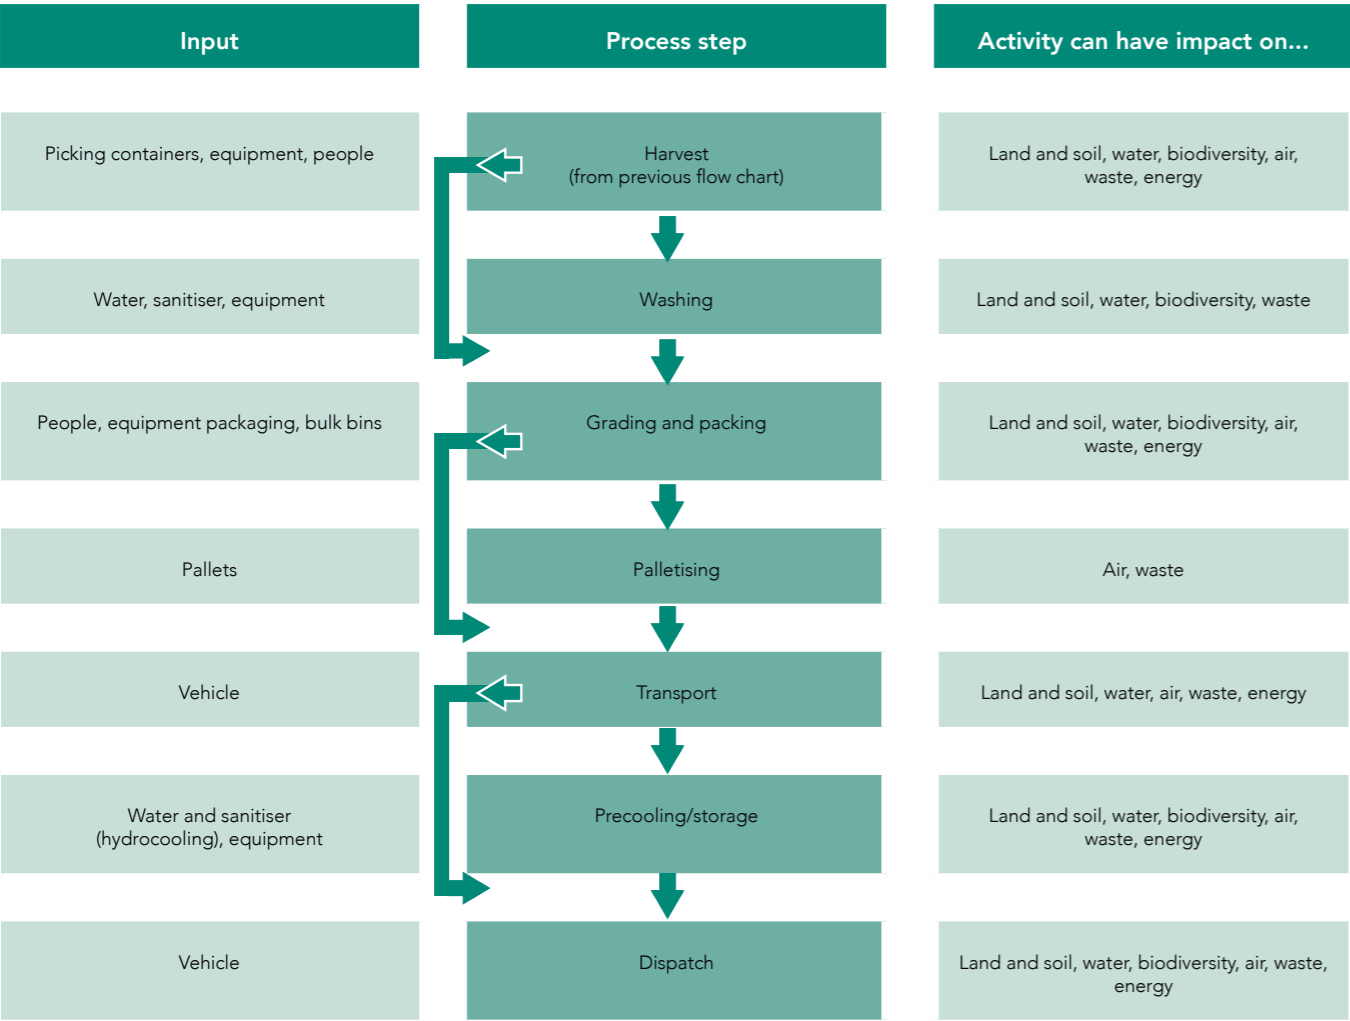 Input
Process step
Activity can have impact on...
Picking containers, equipment, people
Harvest
(from previous flow chart)
Land and soil, water, biodiversity, air,
waste, energy
Water, sanitiser, equipment
Washing
Land and soil, water, biodiversity, waste
People, equipment packaging, bulk bins
Grading and packing
Land and soil, water, biodiversity, air,
waste, energy
Pallets
Palletising
Air, waste
Vehicle
Transport
Land and soil, water, air, waste, energy
Water and sanitiser
(hydrocooling), equipment
Precooling/storage
Land and soil, water, biodiversity, air,
waste, energy
Vehicle
Dispatch
Land and soil, water, biodiversity, air, waste,
energy